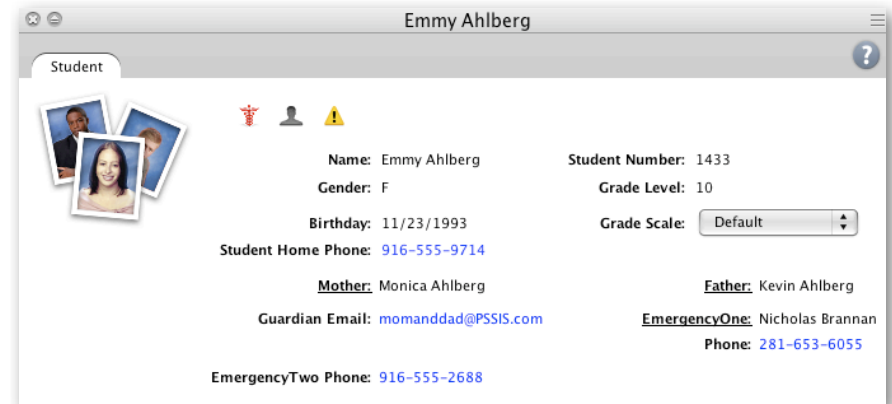 Emmy Ahlberg
?
Student
Name: Emmy Ahlberg Student Number: 1433
Gender: F Grade Level: 10
Birthday: 11/23/1993 Grade Scale: Default
Student Home Phone: 916-555-9714
Mother: Monica Ahlberg Father: Kevin Ahlberg
Guardian Email: momanddad@PSSIS.com EmergencyOne: Nicholas Brannan
Phone: 281-653-6055
EmergencyTwo Phone: 916-555-2688